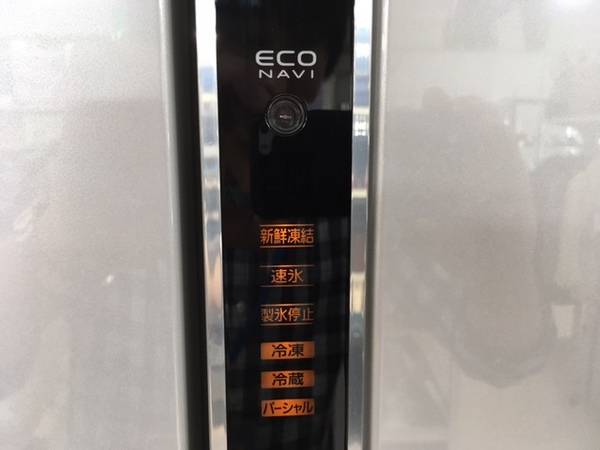 ECO
NAVI
新鮮凍結
速氷
製氷停止
冷凍
冷蔵
パーシャル